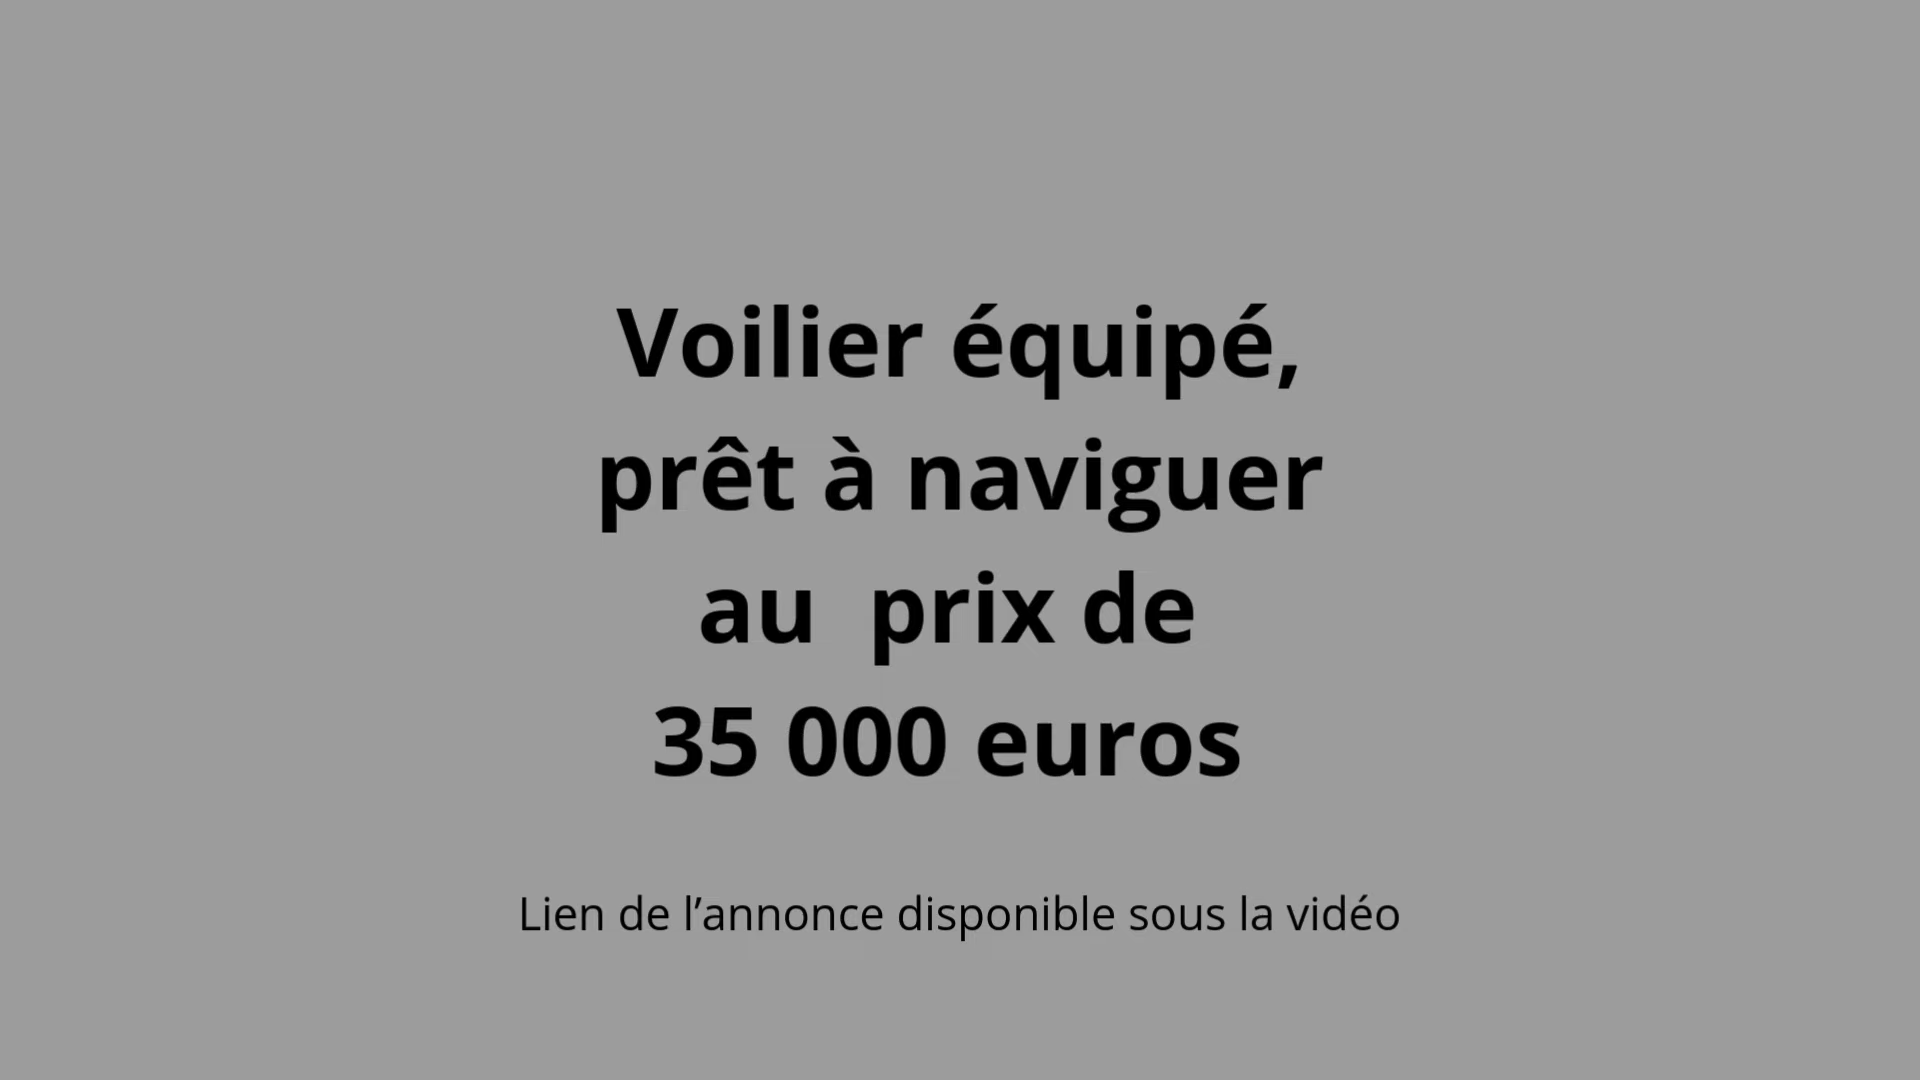 Voilier équipé,
prêt à naviguer
au  prix de
35 000 euros
Lien de l’annonce disponible sous la vidéo